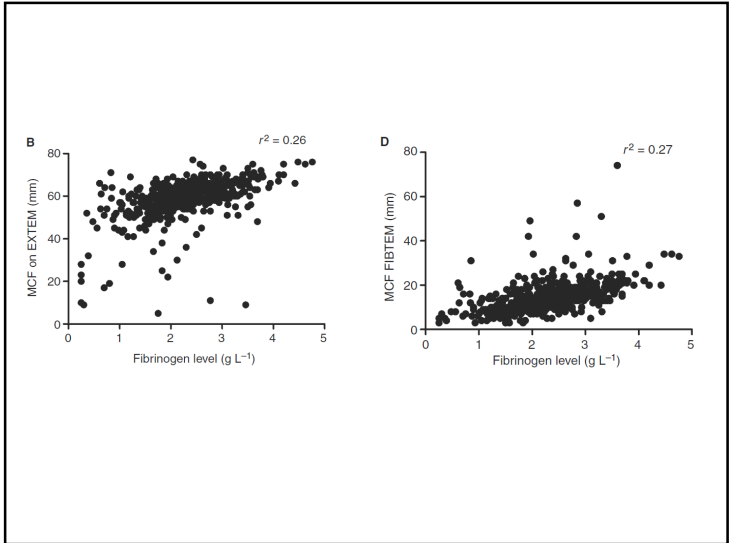 B
r² = 0.26
80
60
40
20
0
MCF on EXTEM (mm)
0 1 2 3 4 5
Fibrinogen level (g L⁻¹)
D
r² = 0.27
80
60
40
20
0
MCF FIBTEM (mm)
0 1 2 3 4 5
Fibrinogen level (g L⁻¹)